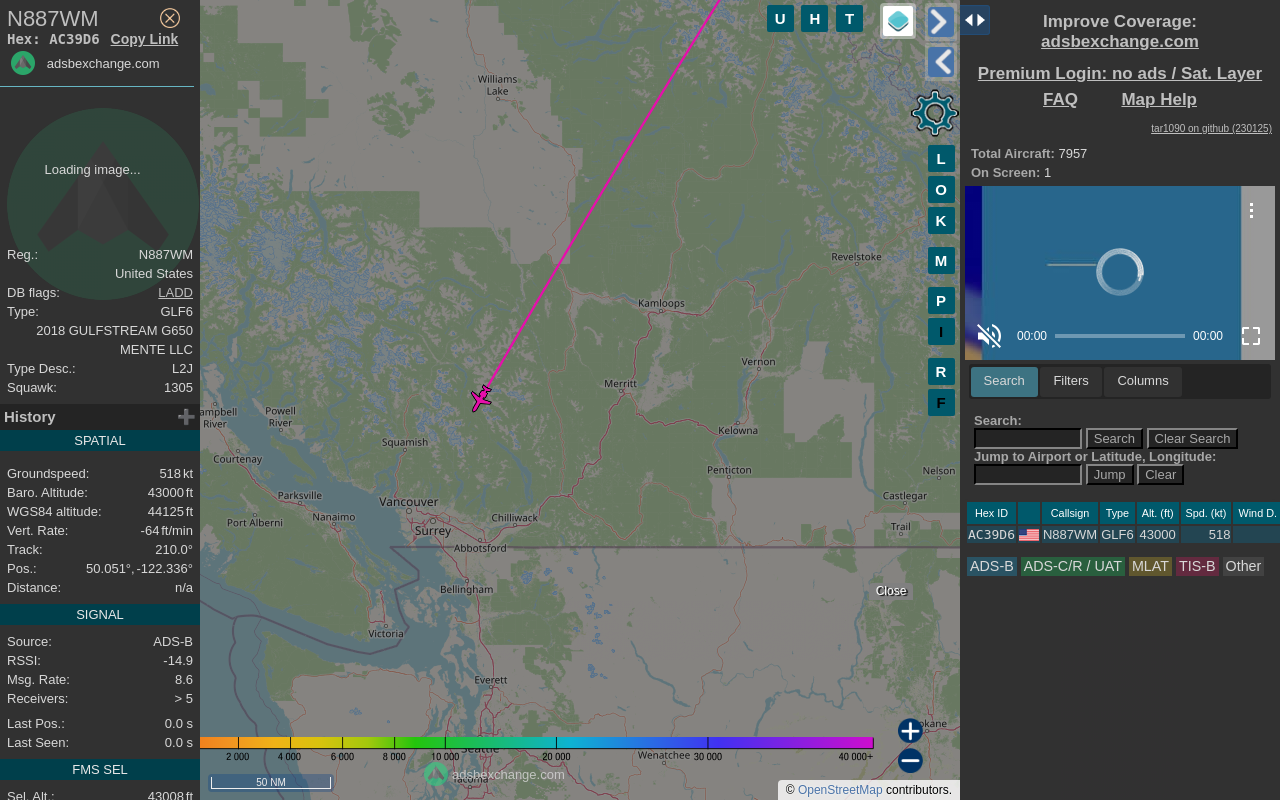 N887WM
Hex: AC39D6 Copy Link
adsbexchange.com
Loading image...
Reg.: N887WM
United States
DB flags: LADD
Type: GLF6
2018 GULFSTREAM G650
MENTE LLC
Type Desc.: L2J
Squawk: 1305
History
SPATIAL
Groundspeed: 518 kt
Baro. Altitude: 43000 ft
WGS84 altitude: 44125 ft
Vert. Rate: -64 ft/min
Track: 210.0°
Pos.: 50.051°, -122.336°
Distance: n/a
SIGNAL
Source: ADS-B
RSSI: -14.9
Msg. Rate: 8.6
Receivers: > 5
Last Pos.: 0.0 s
Last Seen: 0.0 s
FMS SEL
Sel. Alt.: 43008 ft
U H T
L
O
K
M
P
I
R
F
Williams
Lake
Revelstoke
Kamloops
Vernon
Merritt
Kelowna
Penticton
Nelson
Castlegar
Trail
ampbell
River
Powell
River
Courtenay
Squamish
Parksville
Nanaimo
Port Alberni
Vancouver
Surrey
Chilliwack
Abbotsford
Bellingham
Victoria
Everett
Seattle
Tacoma
Wenatchee
okane
Close
2 000 4 000 6 000 8 000 10 000 20 000 30 000 40 000+
50 NM
adsbexchange.com
© OpenStreetMap contributors.
Improve Coverage:
adsbexchange.com
Premium Login: no ads / Sat. Layer
FAQ Map Help
tar1090 on github (230125)
Total Aircraft: 7957
On Screen: 1
00:00 00:00
Search Filters Columns
Search:
Search Clear Search
Jump to Airport or Latitude, Longitude:
Jump Clear
Hex ID Callsign Type Alt. (ft) Spd. (kt) Wind D.
AC39D6 N887WM GLF6 43000 518
ADS-B ADS-C/R / UAT MLAT TIS-B Other